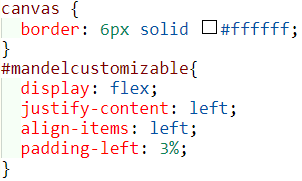 canvas {
  border: 6px solid #ffffff;
}
#mandelcustomizable{
  display: flex;
  justify-content: left;
  align-items: left;
  padding-left: 3%;
}